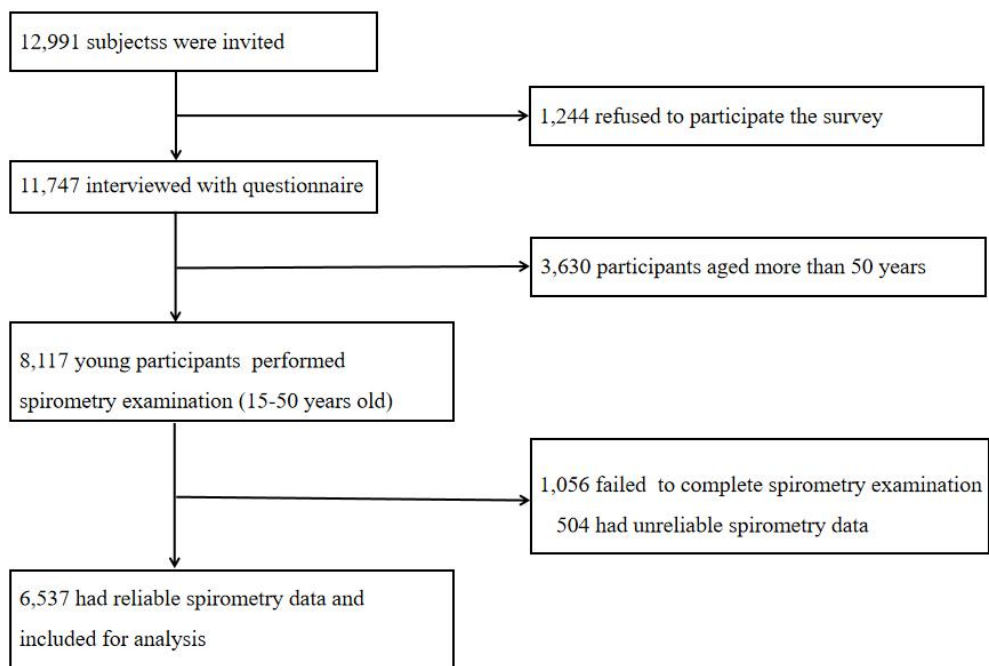 12,991 subjectss were invited
1,244 refused to participate the survey
11,747 interviewed with questionnaire
3,630 participants aged more than 50 years
8,117 young participants performed
spirometry examination (15-50 years old)
1,056 failed to complete spirometry examination
504 had unreliable spirometry data
6,537 had reliable spirometry data and
included for analysis